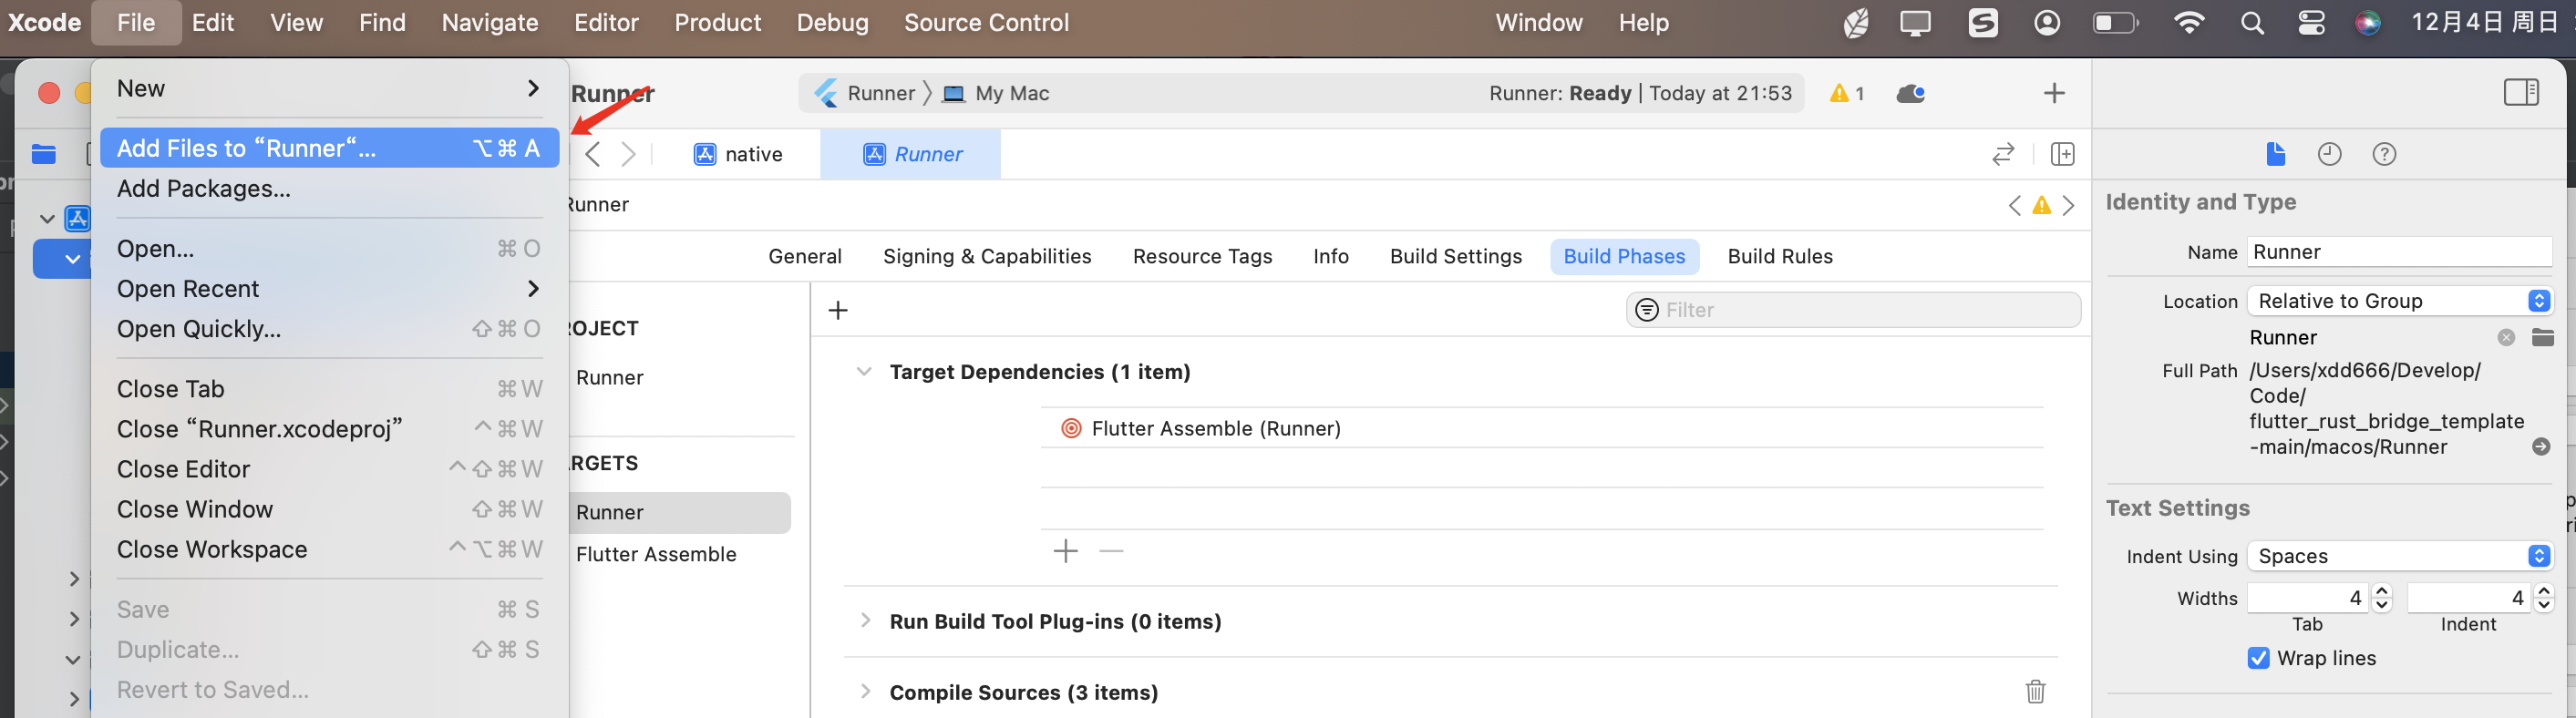 Xcode File Edit View Find Navigate Editor Product Debug Source Control Window Help 12月4日 周日
New
Add Files to “Runner“... ⌥⌘A
Add Packages...
Open... ⌘O
Open Recent
Open Quickly... ⇧⌘O
Close Tab ⌘W
Close “Runner.xcodeproj” ^⌘W
Close Editor ^⇧⌘W
Close Window ⇧⌘W
Close Workspace ^⌥⌘W
Save ⌘S
Duplicate... ⇧⌘S
Revert to Saved...
Runner
Runner 〉 My Mac
Runner: Ready | Today at 21:53
1
native
Runner
Runner
General Signing & Capabilities Resource Tags Info Build Settings Build Phases Build Rules
Filter
ROJECT
Runner
ARGETS
Runner
Flutter Assemble
Target Dependencies (1 item)
Flutter Assemble (Runner)
Run Build Tool Plug-ins (0 items)
Compile Sources (3 items)
Identity and Type
Name Runner
Location Relative to Group
Runner
Full Path /Users/xdd666/Develop/
Code/
flutter_rust_bridge_template
-main/macos/Runner
Text Settings
Indent Using Spaces
Widths 4 4
Tab Indent
Wrap lines